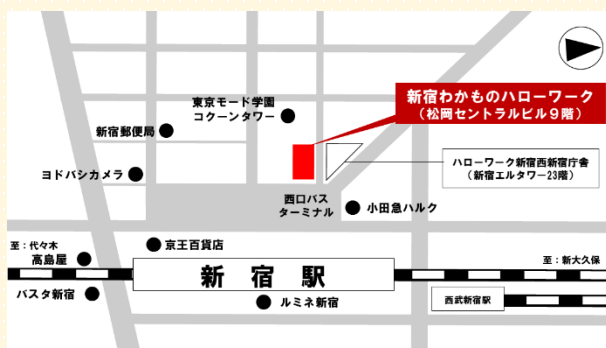 新宿わかものハローワーク
（松岡セントラルビル９階）
東京モード学園
コクーンタワー
新宿郵便局
ハローワーク新宿西新宿庁舎
（新宿エルタワー23階）
ヨドバシカメラ
西口バス
ターミナル
小田急ハルク
至：代々木
京王百貨店
高島屋
至：新大久保
新宿駅
バスタ新宿
ルミネ新宿
西武新宿駅